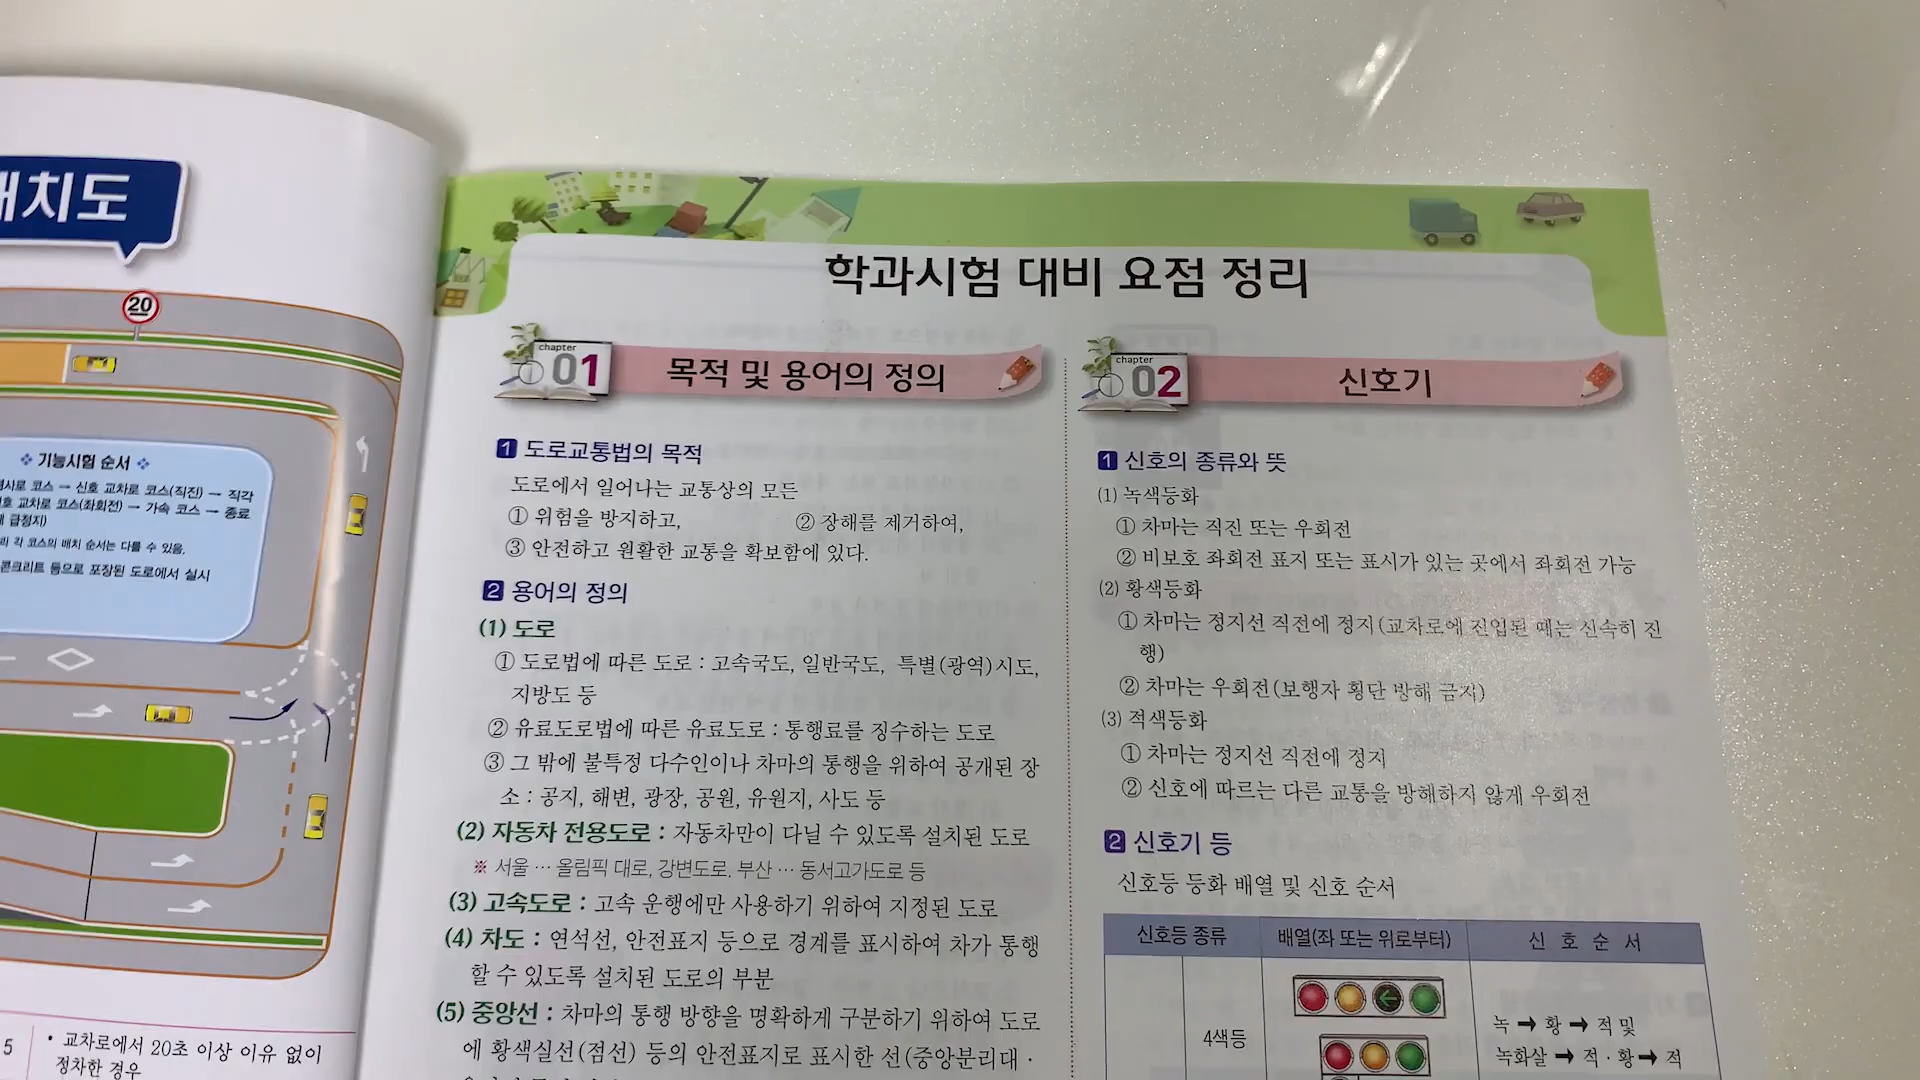 배치도
20
기능시험 순서
코스 → 신호 교차로 코스(직진) → 직각
교차로 코스(좌회전) → 가속 코스 → 종료
급정지)
각 코스의 배치 순서는 다를 수 있음.
콘크리트 등으로 포장된 도로에서 실시
5
• 교차로에서 20초 이상 이유 없이
정차한 경우
학과시험 대비 요점 정리
chapter 01 목적 및 용어의 정의
1 도로교통법의 목적
도로에서 일어나는 교통상의 모든
① 위험을 방지하고, ② 장해를 제거하여,
③ 안전하고 원활한 교통을 확보함에 있다.
2 용어의 정의
(1) 도로
① 도로법에 따른 도로 : 고속국도, 일반국도, 특별(광역)시도,
지방도 등
② 유료도로법에 따른 유료도로 : 통행료를 징수하는 도로
③ 그 밖에 불특정 다수인이나 차마의 통행을 위하여 공개된 장
소 : 공지, 해변, 광장, 공원, 유원지, 사도 등
(2) 자동차 전용도로 : 자동차만이 다닐 수 있도록 설치된 도로
※ 서울 … 올림픽 대로, 강변도로, 부산 … 동서고가도로 등
(3) 고속도로 : 고속 운행에만 사용하기 위하여 지정된 도로
(4) 차도 : 연석선, 안전표지 등으로 경계를 표시하여 차가 통행
할 수 있도록 설치된 도로의 부분
(5) 중앙선 : 차마의 통행 방향을 명확하게 구분하기 위하여 도로
에 황색실선(점선) 등의 안전표지로 표시한 선(중앙분리대 ·
chapter 02 신호기
1 신호의 종류와 뜻
(1) 녹색등화
① 차마는 직진 또는 우회전
② 비보호 좌회전 표지 또는 표시가 있는 곳에서 좌회전 가능
(2) 황색등화
① 차마는 정지선 직전에 정지(교차로에 진입된 때는 신속히 진
행)
② 차마는 우회전(보행자 횡단 방해 금지)
(3) 적색등화
① 차마는 정지선 직전에 정지
② 신호에 따르는 다른 교통을 방해하지 않게 우회전
2 신호기 등
신호등 등화 배열 및 신호 순서
신호등 종류 배열(좌 또는 위로부터) 신 호 순 서
4색등
녹 → 황 → 적 및
녹화살 → 적 · 황 → 적